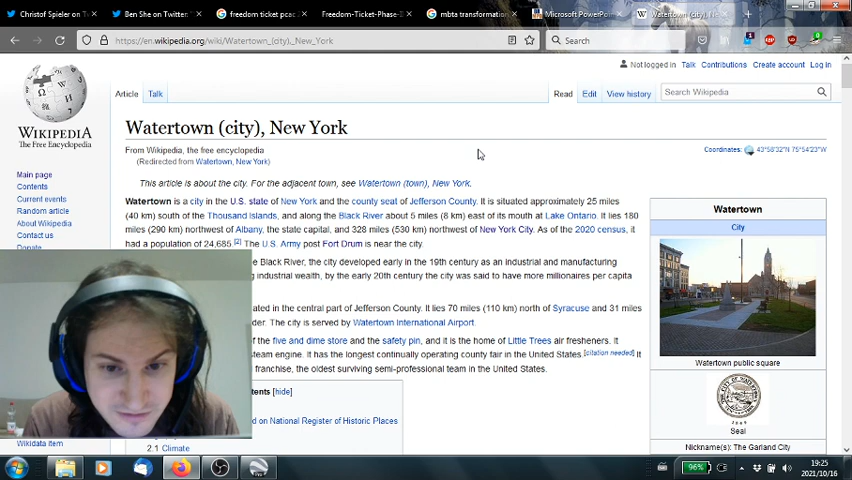 Christof Spieler on Twitter:
Ben She on Twitter: "
freedom ticket pcac
Freedom-Ticket-Phase-I
mbta transformation
Microsoft PowerPoint
Watertown (city), Ne
https://en.wikipedia.org/wiki/Watertown_(city),_New_York
Search
WIKIPEDIA
The Free Encyclopedia
Not logged in Talk Contributions Create account Log in
Article Talk
Read Edit View history
Search Wikipedia
Watertown (city), New York
From Wikipedia, the free encyclopedia
(Redirected from Watertown, New York)
Coordinates: 43°58′32″N 75°54′23″W
Main page
Contents
Current events
Random article
About Wikipedia
Contact us
Donate
This article is about the city. For the adjacent town, see Watertown (town), New York.
Watertown is a city in the U.S. state of New York and the county seat of Jefferson County. It is situated approximately 25 miles
(40 km) south of the Thousand Islands, and along the Black River about 5 miles (8 km) east of its mouth at Lake Ontario. It lies 180
miles (290 km) northwest of Albany, the state capital, and 328 miles (530 km) northwest of New York City. As of the 2020 census, it
had a population of 24,685.[2] The U.S. Army post Fort Drum is near the city.
he Black River, the city developed early in the 19th century as an industrial and manufacturing
g industrial wealth, by the early 20th century the city was said to have more millionaires per capita
ated in the central part of Jefferson County. It lies 70 miles (110 km) north of Syracuse and 31 miles
der. The city is served by Watertown International Airport.
of the five and dime store and the safety pin, and it is the home of Little Trees air fresheners. It
steam engine. It has the longest continually operating county fair in the United States.[citation needed] It
franchise, the oldest surviving semi-professional team in the United States.
tents [hide]
d on National Register of Historic Places
2.1 Climate
Wikidata item
Watertown
City
Watertown public square
Seal
Nickname(s): The Garland City
96%
19:25
2021/10/16